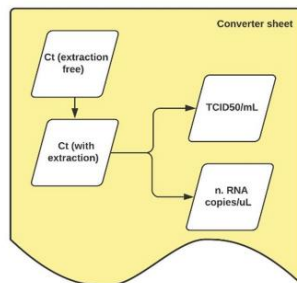 Converter sheet
Ct (extraction
free)
TCID50/mL
Ct (with
extraction)
n. RNA
copies/uL